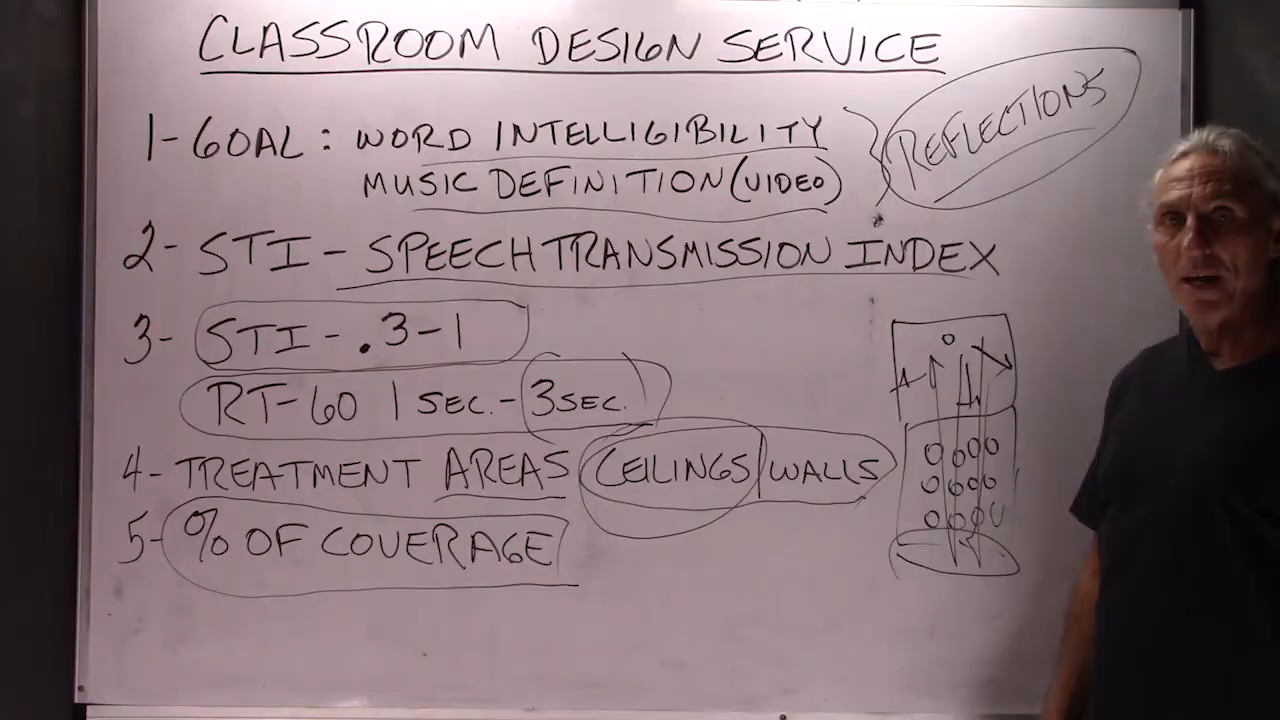 CLASSROOM DESIGN SERVICE
1- GOAL: WORD INTELLIGIBILITY
MUSIC DEFINITION (VIDEO)
REFLECTIONS
2- STI - SPEECH TRANSMISSION INDEX
3- STI - .3-1
RT-60 1 SEC. - 3 SEC.
4- TREATMENT AREAS CEILINGS WALLS
5- % OF COVERAGE